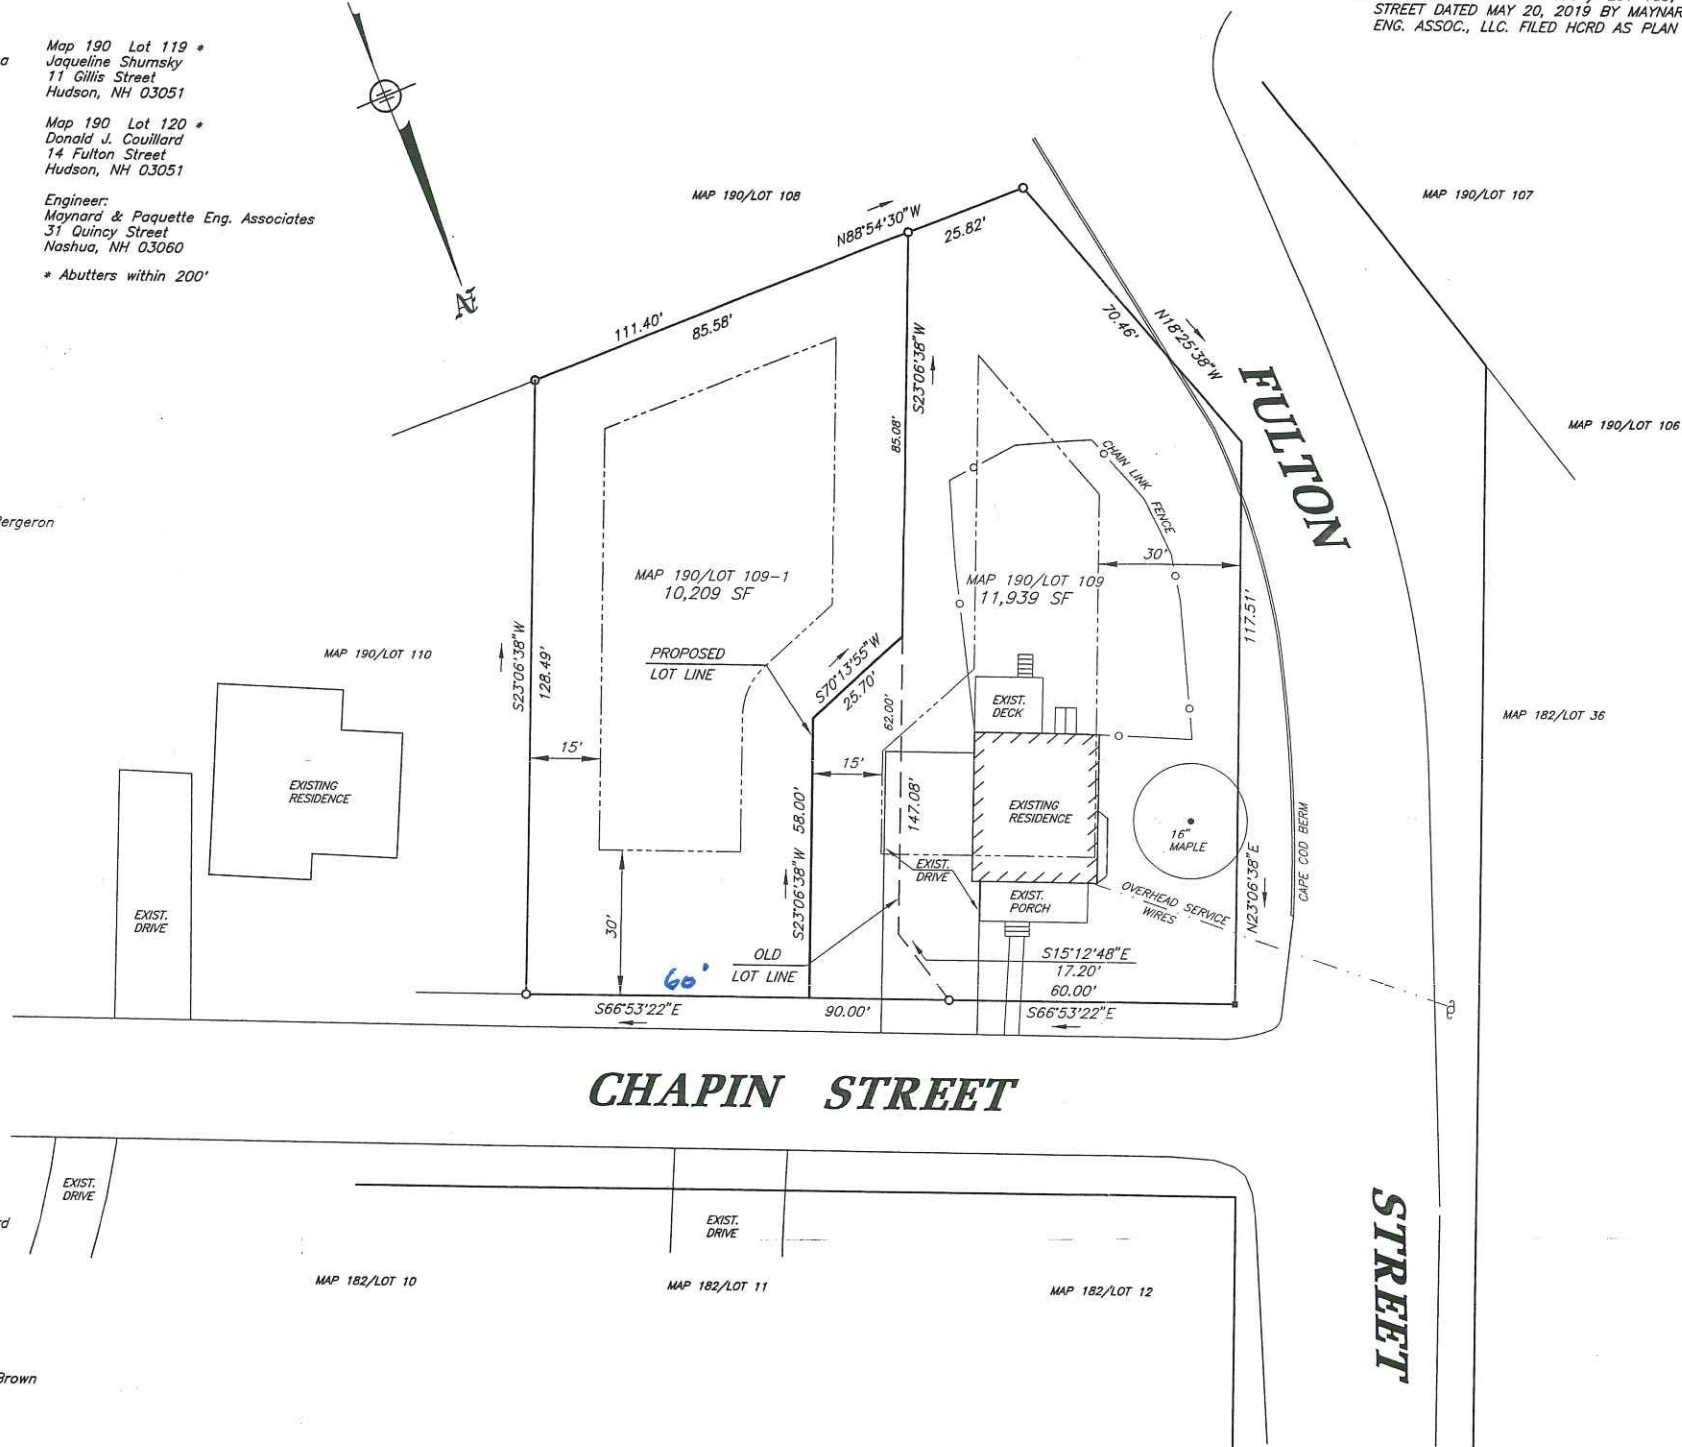 STREET DATED MAY 20, 2019 BY MAYNAR
ENG. ASSOC., LLC. FILED HCRD AS PLAN
a
Map 190 Lot 119 *
Jaqueline Shumsky
11 Gillis Street
Hudson, NH 03051
Map 190 Lot 120 *
Donald J. Couillard
14 Fulton Street
Hudson, NH 03051
Engineer:
Maynard & Paquette Eng. Associates
31 Quincy Street
Nashua, NH 03060
* Abutters within 200'
N
MAP 190/LOT 108
MAP 190/LOT 107
N88°54'30"W
25.82'
111.40'
85.58'
70.46'
N18°25'38"W
S23°06'38"W
85.08'
FULTON
MAP 190/LOT 106
CHAIN LINK FENCE
ergeron
30'
MAP 190/LOT 109-1
10,209 SF
MAP 190/LOT 109
11,939 SF
117.51'
MAP 190/LOT 110
S23°06'38"W
128.49'
PROPOSED
LOT LINE
S70°13'55"W
25.70'
62.00'
EXIST.
DECK
MAP 182/LOT 36
15'
15'
EXISTING
RESIDENCE
S23°06'38"W 58.00'
147.08'
EXISTING
RESIDENCE
16"
MAPLE
CAPE COD BERM
EXIST.
DRIVE
EXIST.
DRIVE
EXIST.
PORCH
OVERHEAD SERVICE
WIRES
N23°06'38"E
30'
OLD
LOT LINE
60'
S15°12'48"E
17.20'
60.00'
S66°53'22"E
90.00'
S66°53'22"E
CHAPIN STREET
EXIST.
DRIVE
EXIST.
DRIVE
STREET
rd
MAP 182/LOT 10
MAP 182/LOT 11
MAP 182/LOT 12
Brown